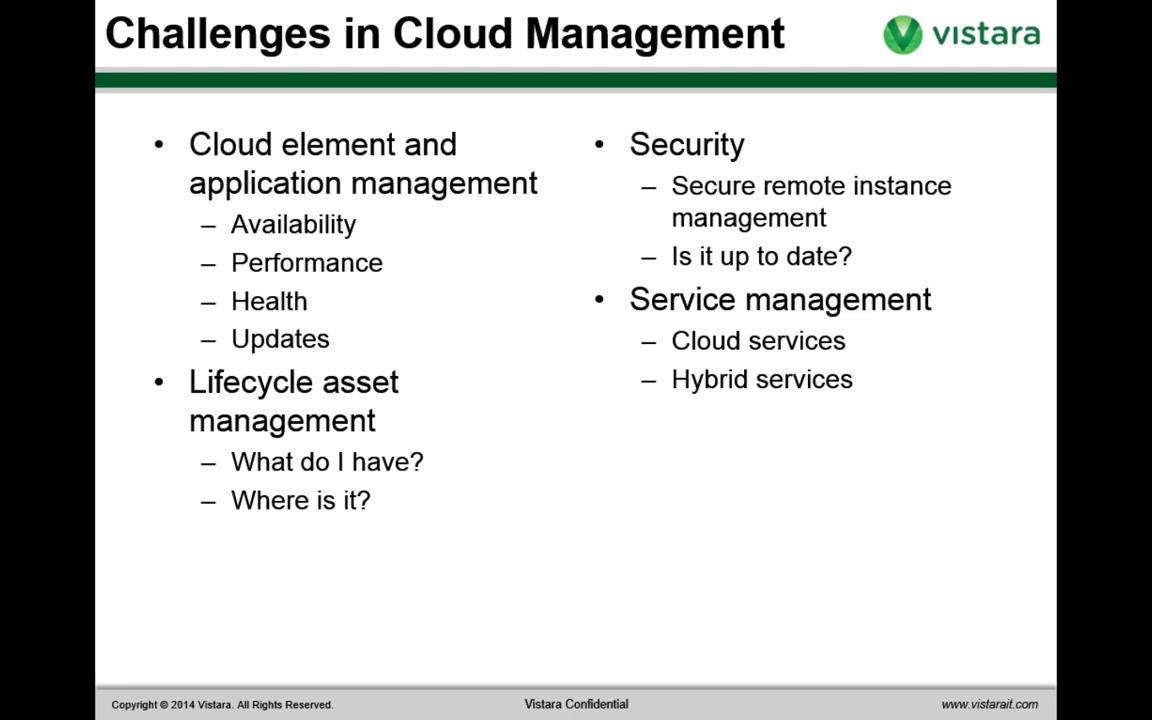 Challenges in Cloud Management
vistara
• Cloud element and
application management
– Availability
– Performance
– Health
– Updates
• Lifecycle asset
management
– What do I have?
– Where is it?
• Security
– Secure remote instance
management
– Is it up to date?
• Service management
– Cloud services
– Hybrid services
Copyright © 2014 Vistara. All Rights Reserved.
Vistara Confidential
www.vistarait.com